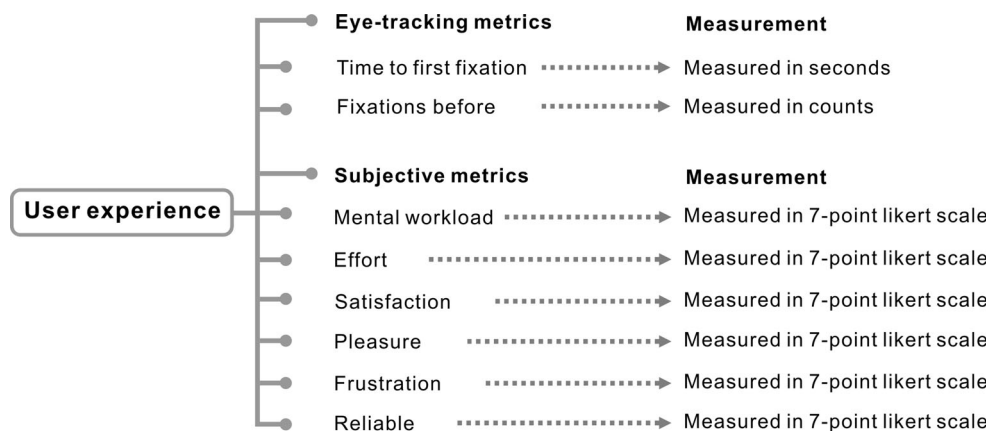 Eye-tracking metrics Measurement
Time to first fixation Measured in seconds
Fixations before Measured in counts
Subjective metrics Measurement
User experience
Mental workload Measured in 7-point likert scale
Effort Measured in 7-point likert scale
Satisfaction Measured in 7-point likert scale
Pleasure Measured in 7-point likert scale
Frustration Measured in 7-point likert scale
Reliable Measured in 7-point likert scale